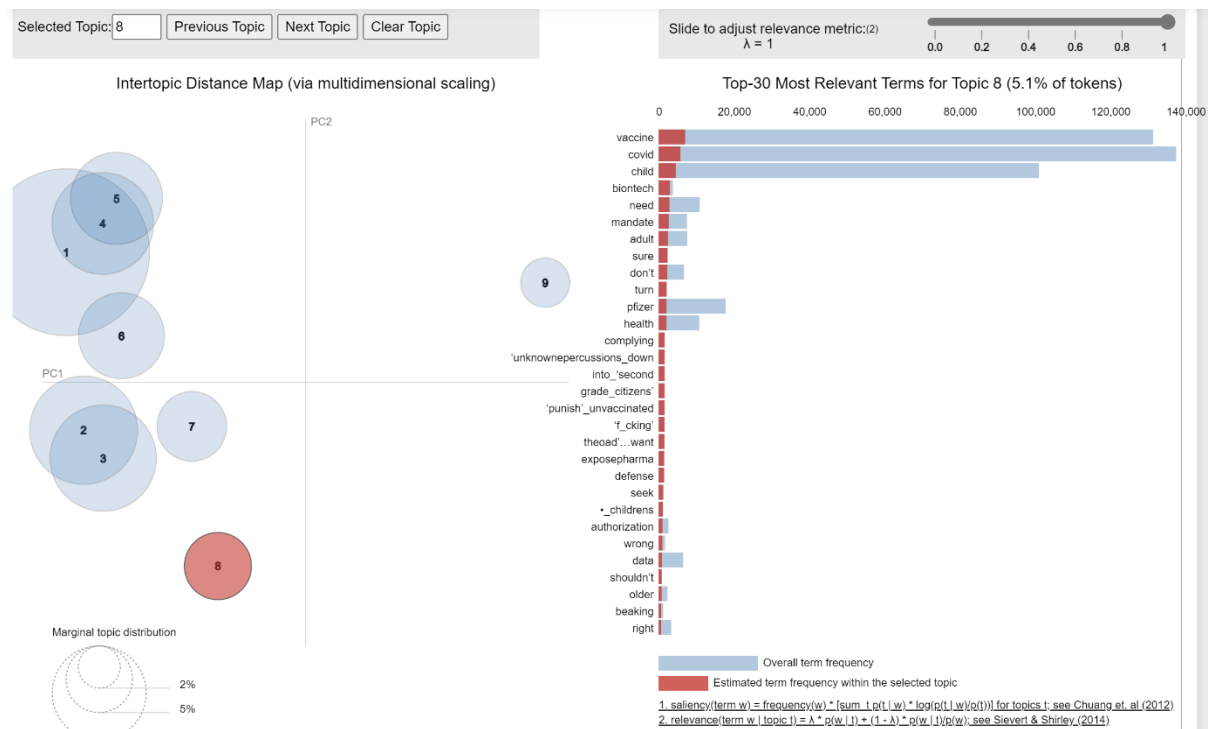 Selected Topic: 8 Previous Topic Next Topic Clear Topic
Slide to adjust relevance metric:(2)
λ = 1
0.0 0.2 0.4 0.6 0.8 1
Intertopic Distance Map (via multidimensional scaling)
PC2
PC1
5
4
1
6
9
2
3
7
8
Marginal topic distribution
2%
5%
Top-30 Most Relevant Terms for Topic 8 (5.1% of tokens)
0 20,000 40,000 60,000 80,000 100,000 120,000 140,000
vaccine
covid
child
biontech
need
mandate
adult
sure
don't
turn
pfizer
health
complying
'unknownepercussions_down
into_'second
grade_citizens'
'punish'_unvaccinated
'f_cking'
theoad'…want
exposepharma
defense
seek
•_childrens
authorization
wrong
data
shouldn't
older
beaking
right
Overall term frequency
Estimated term frequency within the selected topic
1. saliency(term w) = frequency(w) * [sum_t p(t | w) * log(p(t | w)/p(t))] for topics t; see Chuang et. al (2012)
2. relevance(term w | topic t) = λ * p(w | t) + (1 - λ) * p(w | t)/p(w); see Sievert & Shirley (2014)